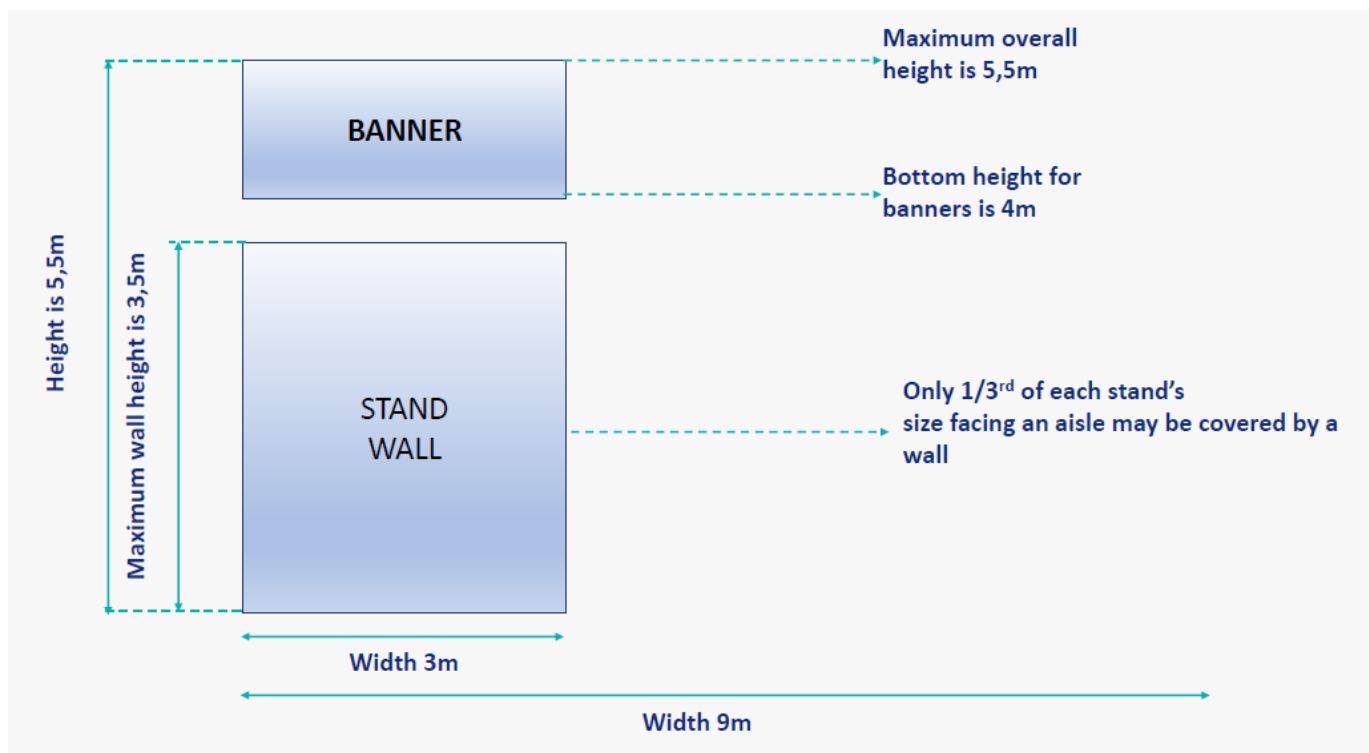 Maximum overall
height is 5,5m
BANNER
Bottom height for
banners is 4m
Height is 5,5m
Maximum wall height is 3,5m
STAND
WALL
Only 1/3rd of each stand’s
size facing an aisle may be covered by a
wall
Width 3m
Width 9m